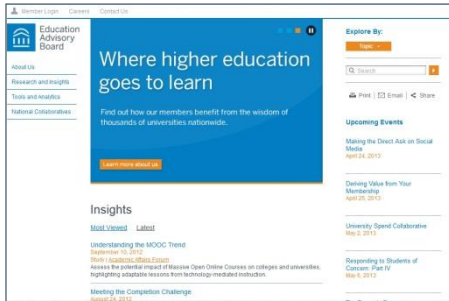 Member Login Careers Contact Us
Education
Advisory
Board
About Us
Research and Insights
Tools and Analytics
National Collaboratives
Where higher education
goes to learn
Find out how our members benefit from the wisdom of
thousands of universities nationwide.
Learn more about us
Insights
Most Viewed Latest
Understanding the MOOC Trend
September 10, 2012
Study | Academic Affairs Forum
Assess the potential impact of Massive Open Online Courses on colleges and universities,
highlighting adaptable lessons from technology-mediated instruction.
Meeting the Completion Challenge
August 24, 2012
Explore By:
Topic
Search
Print | Email | Share
Upcoming Events
Making the Direct Ask on Social
Media
April 24, 2013
Deriving Value from Your
Membership
April 25, 2013
University Spend Collaborative
May 2, 2013
Responding to Students of
Concern: Part IV
May 6, 2013